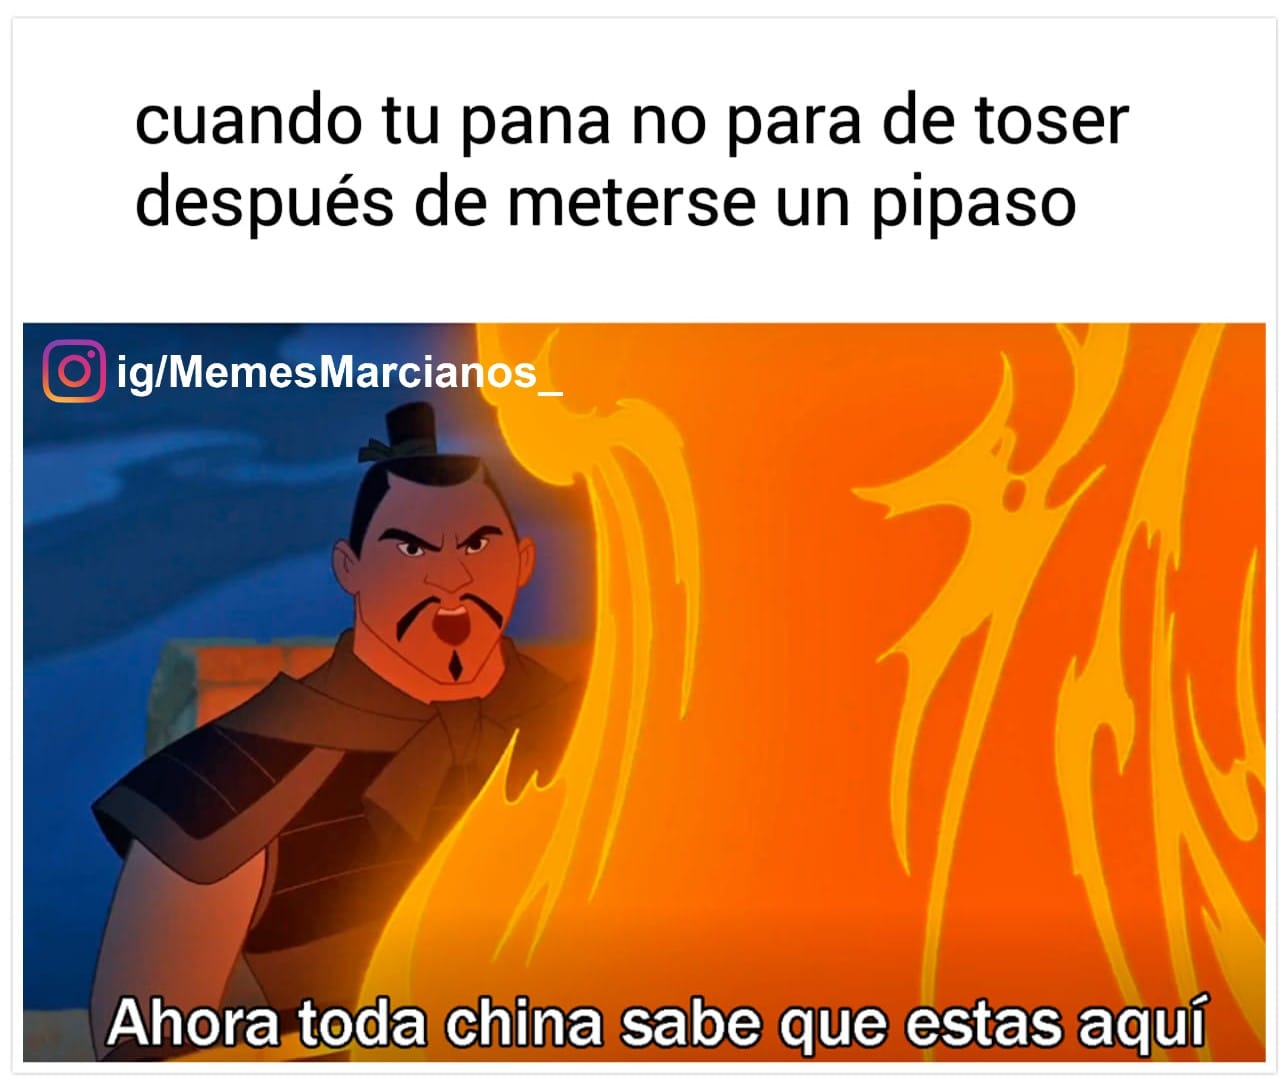 cuando tu pana no para de toser
después de meterse un pipaso
ig/MemesMarcianos_
Ahora toda china sabe que estas aquí